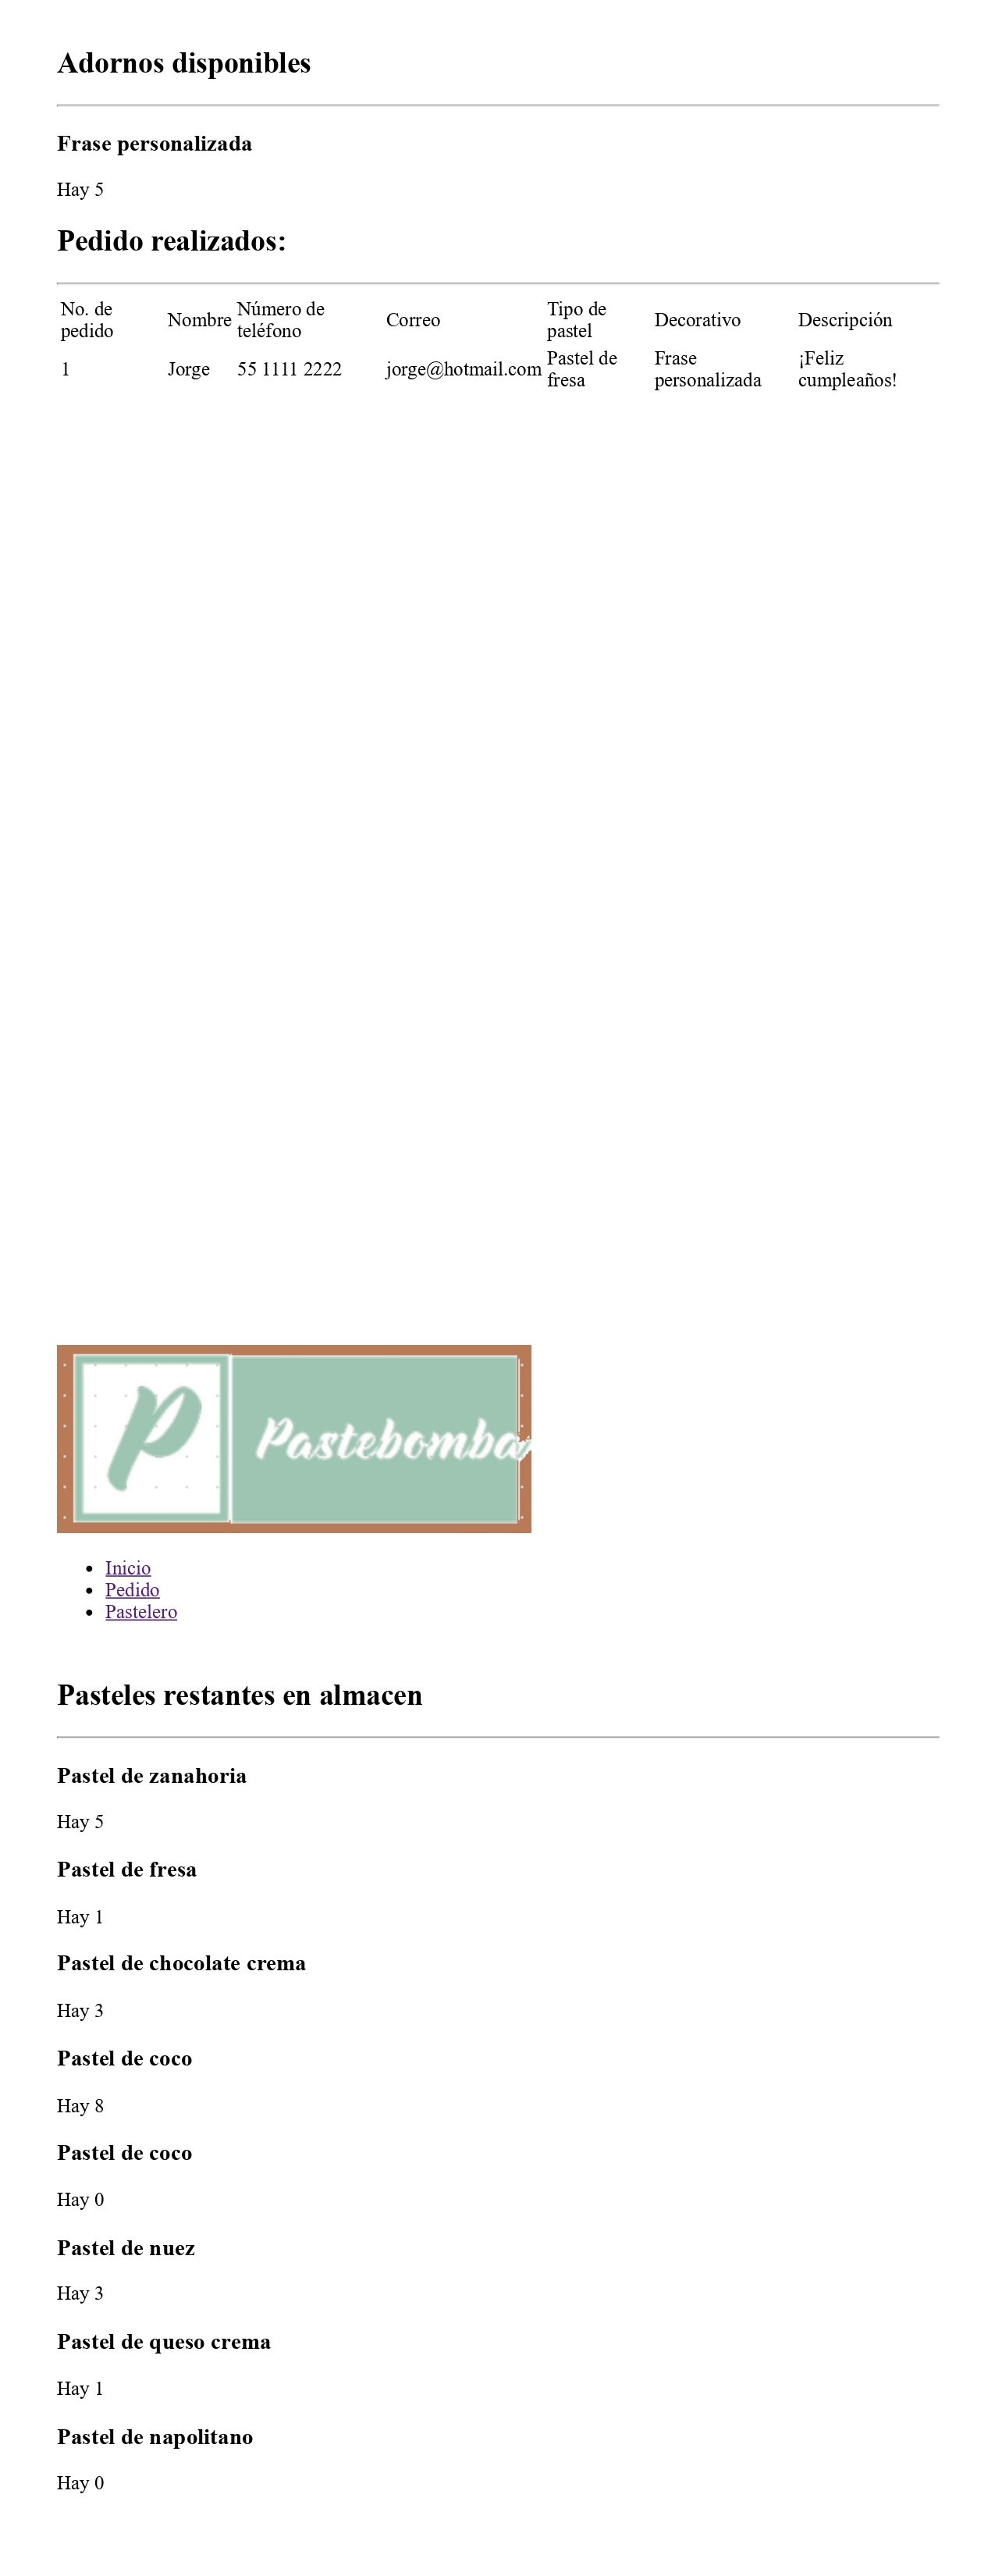 Adornos disponibles
Frase personalizada
Hay 5
Pedido realizados:
No. de pedido Nombre Número de teléfono Correo Tipo de pastel Decorativo Descripción
1 Jorge 55 1111 2222 jorge@hotmail.com Pastel de fresa Frase personalizada ¡Feliz cumpleaños!
P
Pastebomba
Inicio
Pedido
Pastelero
Pasteles restantes en almacen
Pastel de zanahoria
Hay 5
Pastel de fresa
Hay 1
Pastel de chocolate crema
Hay 3
Pastel de coco
Hay 8
Pastel de coco
Hay 0
Pastel de nuez
Hay 3
Pastel de queso crema
Hay 1
Pastel de napolitano
Hay 0